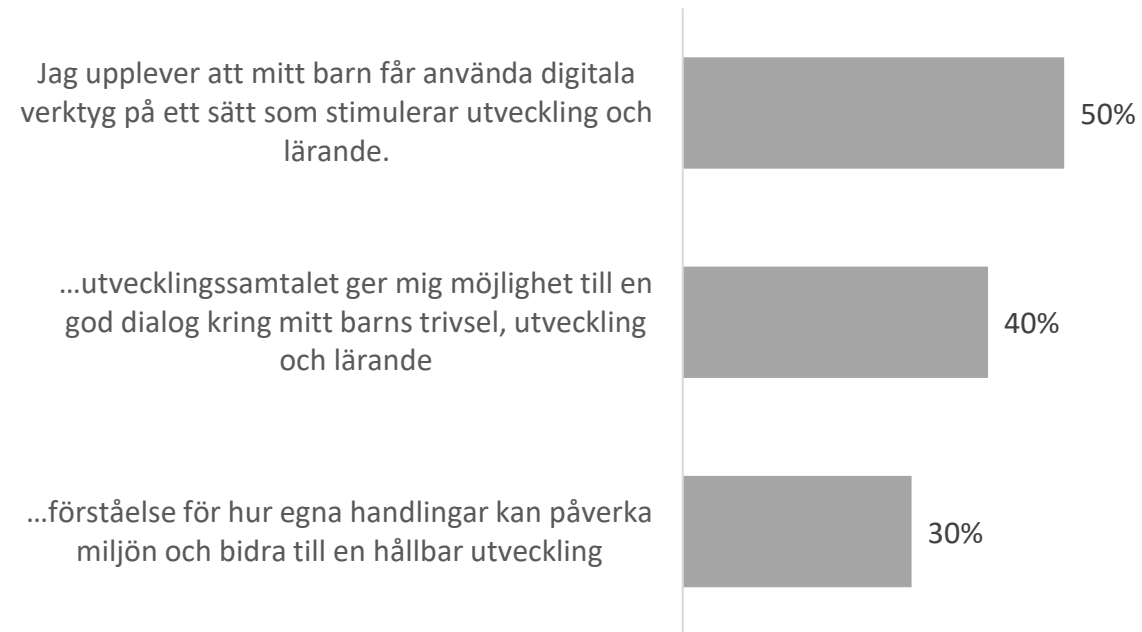 Jag upplever att mitt barn får använda digitala
verktyg på ett sätt som stimulerar utveckling och
lärande.
50%
…utvecklingssamtalet ger mig möjlighet till en
god dialog kring mitt barns trivsel, utveckling
och lärande
40%
…förståelse för hur egna handlingar kan påverka
miljön och bidra till en hållbar utveckling
30%